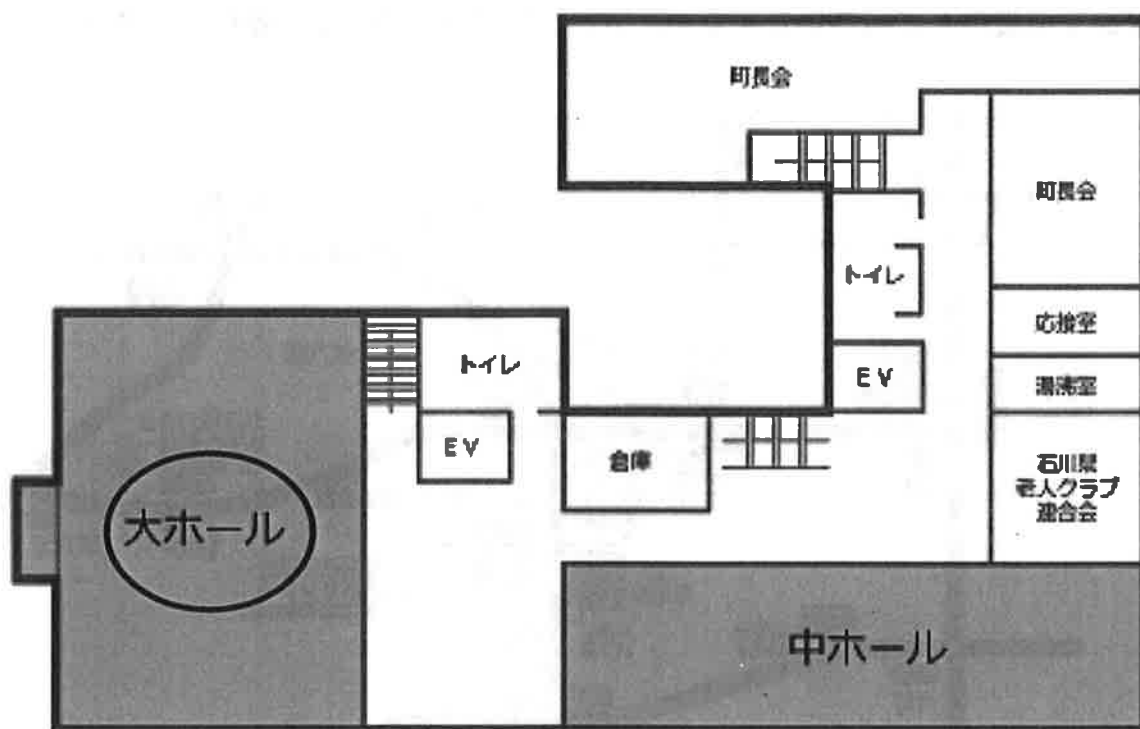 町長会
町長会
トイレ
応接室
トイレ
EV
湯沸室
EV
倉庫
石川県
老人クラブ
連合会
大ホール
中ホール